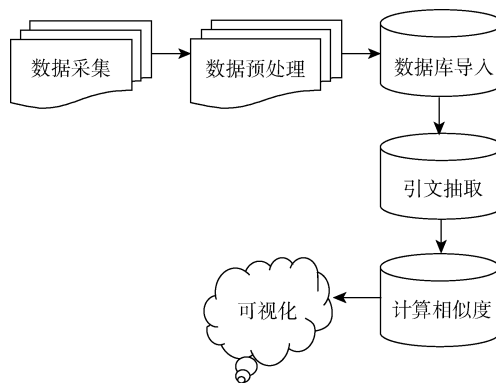 数据采集
数据预处理
数据库导入
引文抽取
计算相似度
可视化